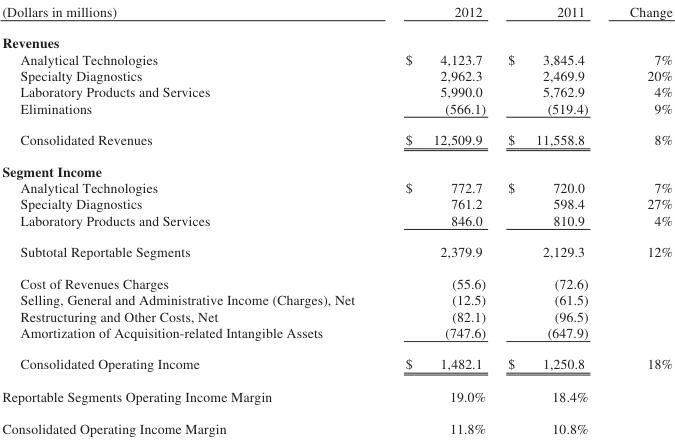 (Dollars in millions) 2012 2011 Change
Revenues
Analytical Technologies $ 4,123.7 $ 3,845.4 7%
Specialty Diagnostics 2,962.3 2,469.9 20%
Laboratory Products and Services 5,990.0 5,762.9 4%
Eliminations (566.1) (519.4) 9%
Consolidated Revenues $ 12,509.9 $ 11,558.8 8%
Segment Income
Analytical Technologies $ 772.7 $ 720.0 7%
Specialty Diagnostics 761.2 598.4 27%
Laboratory Products and Services 846.0 810.9 4%
Subtotal Reportable Segments 2,379.9 2,129.3 12%
Cost of Revenues Charges (55.6) (72.6)
Selling, General and Administrative Income (Charges), Net (12.5) (61.5)
Restructuring and Other Costs, Net (82.1) (96.5)
Amortization of Acquisition-related Intangible Assets (747.6) (647.9)
Consolidated Operating Income $ 1,482.1 $ 1,250.8 18%
Reportable Segments Operating Income Margin 19.0% 18.4%
Consolidated Operating Income Margin 11.8% 10.8%